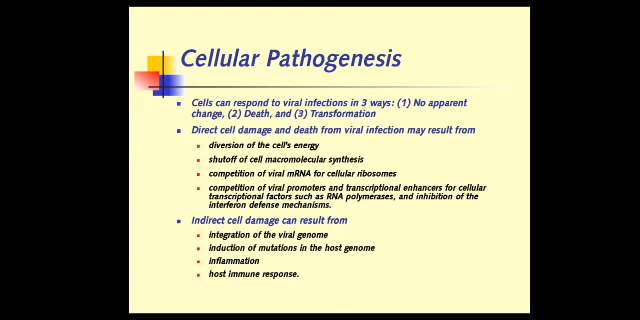 Cellular Pathogenesis
Cells can respond to viral infections in 3 ways: (1) No apparent
change, (2) Death, and (3) Transformation
Direct cell damage and death from viral infection may result from
diversion of the cell's energy
shutoff of cell macromolecular synthesis
competition of viral mRNA for cellular ribosomes
competition of viral promoters and transcriptional enhancers for cellular
transcriptional factors such as RNA polymerases, and inhibition of the
interferon defense mechanisms.
Indirect cell damage can result from
integration of the viral genome
induction of mutations in the host genome
inflammation
host immune response.